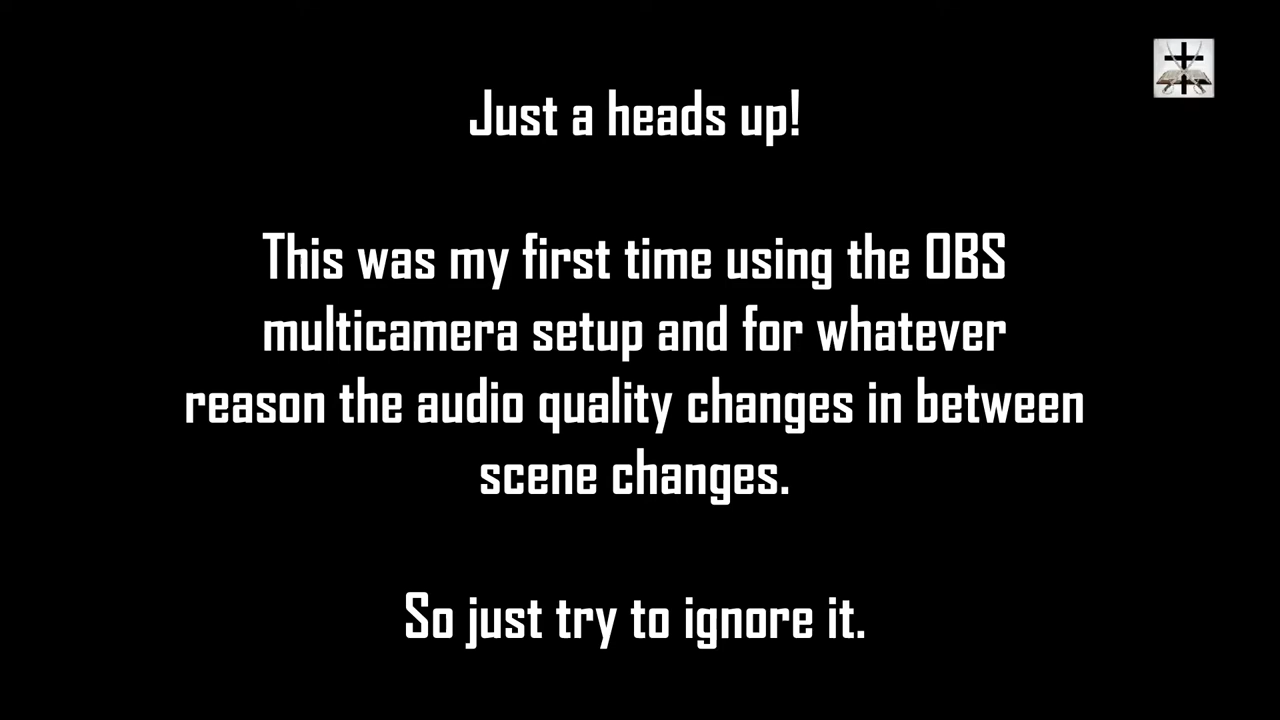 Just a heads up!
This was my first time using the OBS
multicamera setup and for whatever
reason the audio quality changes in between
scene changes.
So just try to ignore it.